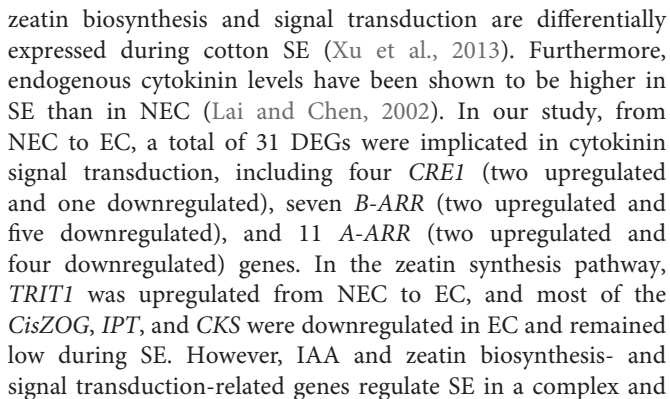 zeatin biosynthesis and signal transduction are differentially
expressed during cotton SE (Xu et al., 2013). Furthermore,
endogenous cytokinin levels have been shown to be higher in
SE than in NEC (Lai and Chen, 2002). In our study, from
NEC to EC, a total of 31 DEGs were implicated in cytokinin
signal transduction, including four CRE1 (two upregulated
and one downregulated), seven B-ARR (two upregulated and
five downregulated), and 11 A-ARR (two upregulated and
four downregulated) genes. In the zeatin synthesis pathway,
TRIT1 was upregulated from NEC to EC, and most of the
CisZOG, IPT, and CKS were downregulated in EC and remained
low during SE. However, IAA and zeatin biosynthesis- and
signal transduction-related genes regulate SE in a complex and